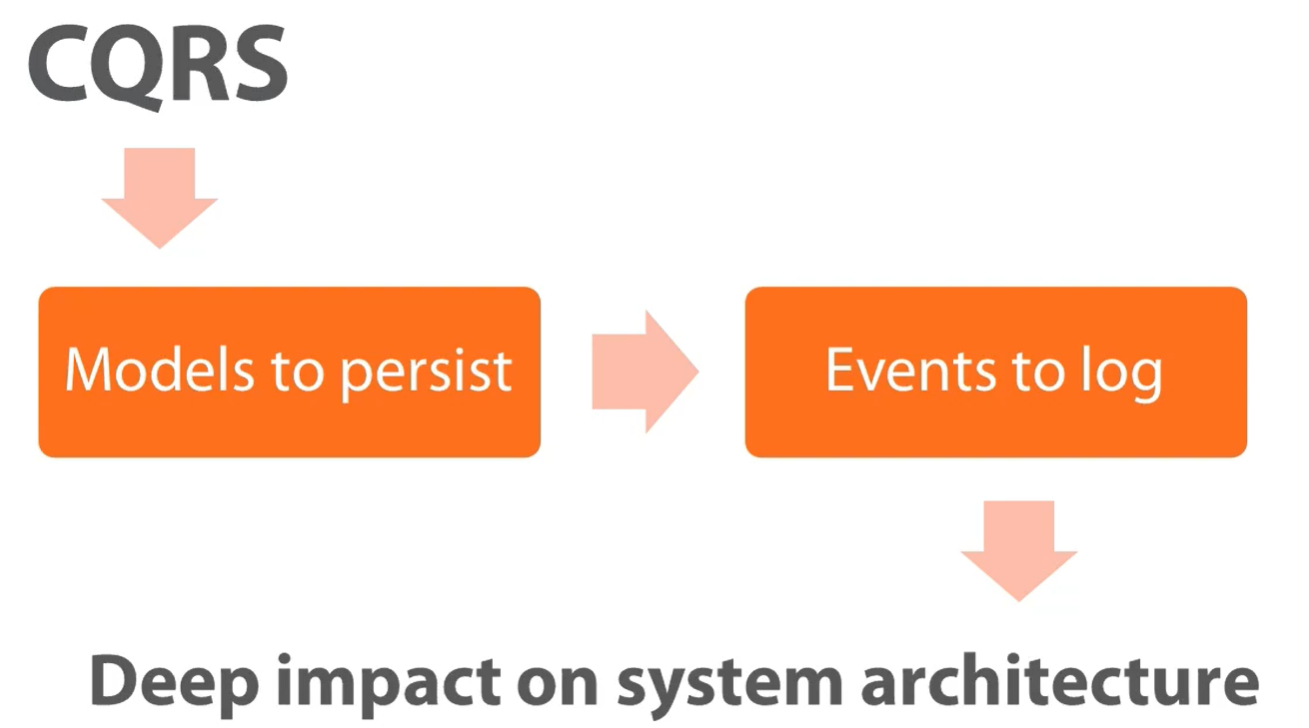 CQRS
Models to persist
Events to log
Deep impact on system architecture